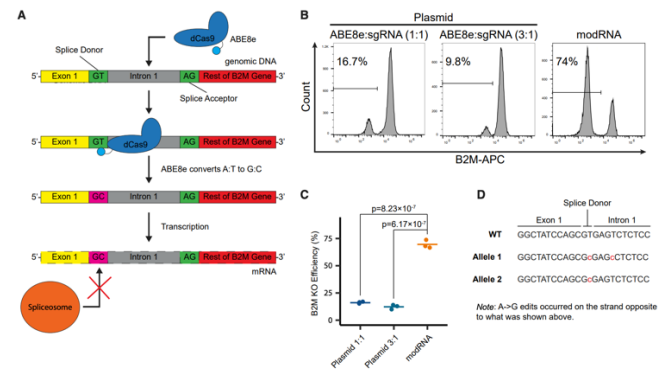 A
dCas9
ABE8e
Splice Donor
genomic DNA
5'- Exon 1 GT Intron 1 AG Rest of B2M Gene -3'
Splice Acceptor
5'- Exon 1 GT dCas9 AG Rest of B2M Gene -3'
ABE8e converts A:T to G:C
5'- Exon 1 GC Intron 1 AG Rest of B2M Gene -3'
Transcription
5'- Exon 1 GC Intron 1 AG Rest of B2M Gene -3'
mRNA
Spliceosome
B
Plasmid
ABE8e:sgRNA (1:1) ABE8e:sgRNA (3:1) modRNA
16.7% 9.8% 74%
Count
B2M-APC
C
p=8.23×10-7
p=6.17×10-7
B2M KO Efficiency (%)
75
50
25
0
Plasmid 1:1 Plasmid 3:1 modRNA
D
Splice Donor
Exon 1 Intron 1
WT GGCTATCCAGCGTGAGTCTCTCC
Allele 1 GGCTATCCAGCGcGAGcCTCTCC
Allele 2 GGCTATCCAGCGcGAGTCTCTCC
Note: A->G edits occurred on the strand opposite
to what was shown above.